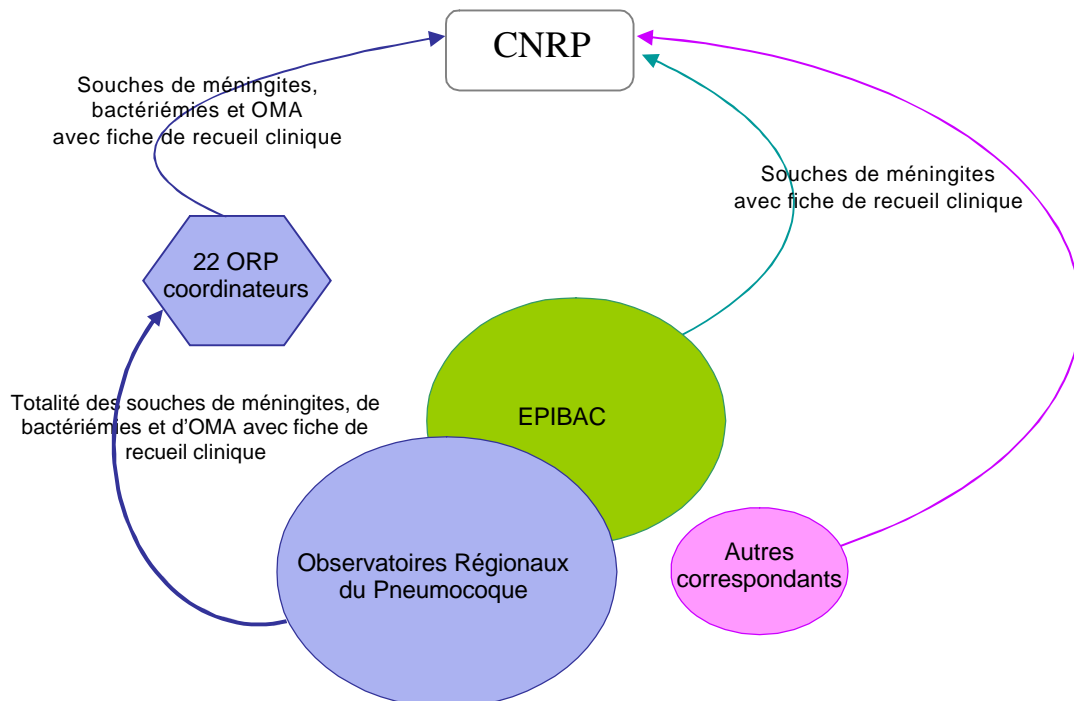 CNRP
Souches de méningites,
bactériémies et OMA
avec fiche de recueil clinique
Souches de méningites
avec fiche de recueil clinique
22 ORP
coordinateurs
Totalité des souches de méningites, de
bactériémies et d'OMA avec fiche de
recueil clinique
EPIBAC
Observatoires Régionaux
du Pneumocoque
Autres
correspondants